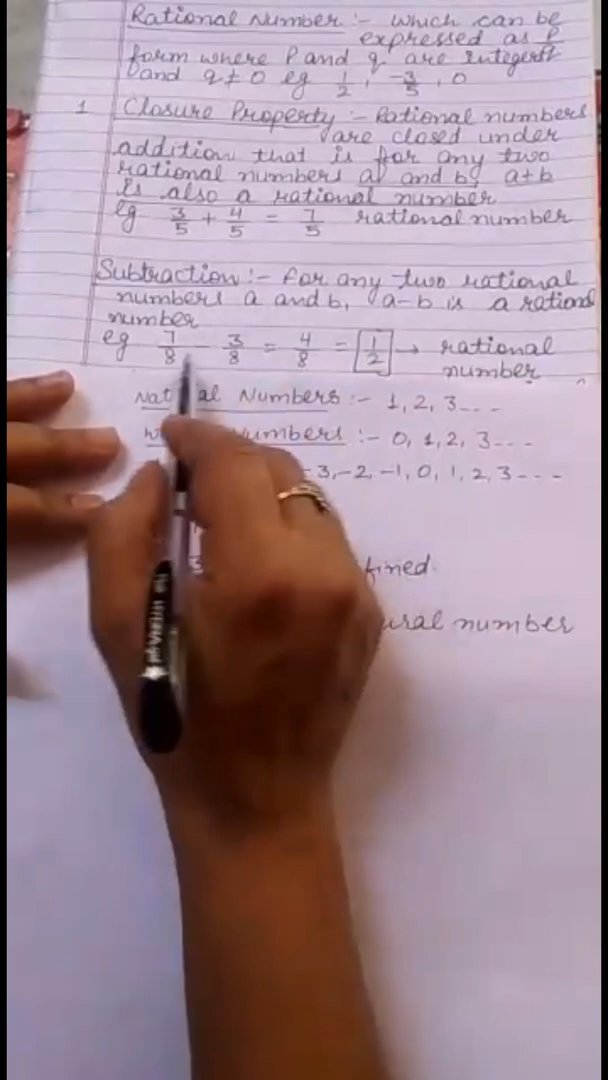 Rational Number :- which can be
expressed as P
form where P and q are integers
and q ≠ 0 eg 1/2, -3/5, 0
1 Closure Property :- Rational numbers
are closed under
addition that is for any two
rational numbers a and b, a+b
is also a rational number
eg 3/5 + 4/5 = 7/5 rational number
Subtraction :- for any two rational
numbers a and b, a-b is a rational
number
eg 7/8 - 3/8 = 4/8 = 1/2 → rational
number
Numbers :- 1, 2, 3...
Numbers :- 0, 1, 2, 3...
-3, -2, -1, 0, 1, 2, 3...
3
fined.
ural number